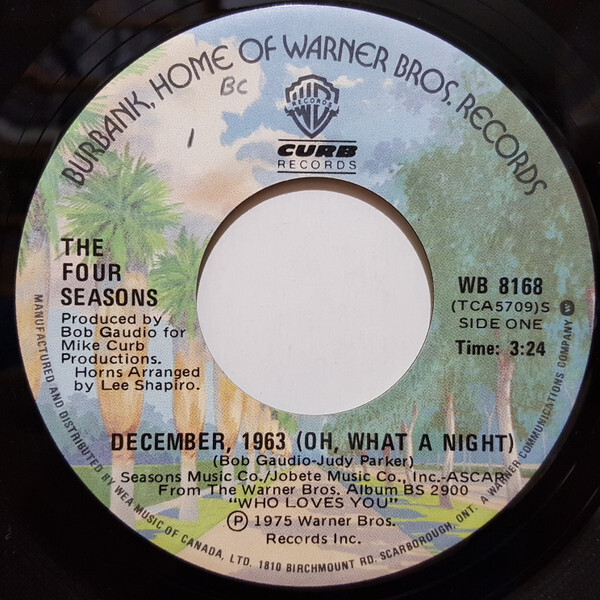 BURBANK, HOME OF WARNER BROS. RECORDS
BC
RECORDS
CURB
RECORDS
THE
FOUR
SEASONS
Produced by
Bob Gaudio for
Mike Curb
Productions.
Horns Arranged
by Lee Shapiro.
WB 8168
(TCA5709)S
SIDE ONE
Time: 3:24
DECEMBER, 1963 (OH, WHAT A NIGHT)
(Bob Gaudio-Judy Parker)
Seasons Music Co./Jobete Music Co., Inc.-ASCAP
From The Warner Bros. Album BS 2900
"WHO LOVES YOU"
Ⓟ 1975 Warner Bros.
Records Inc.
MANUFACTURED AND DISTRIBUTED BY WEA MUSIC OF CANADA, LTD. 1810 BIRCHMOUNT RD. SCARBOROUGH, ONT. A WARNER COMMUNICATIONS COMPANY